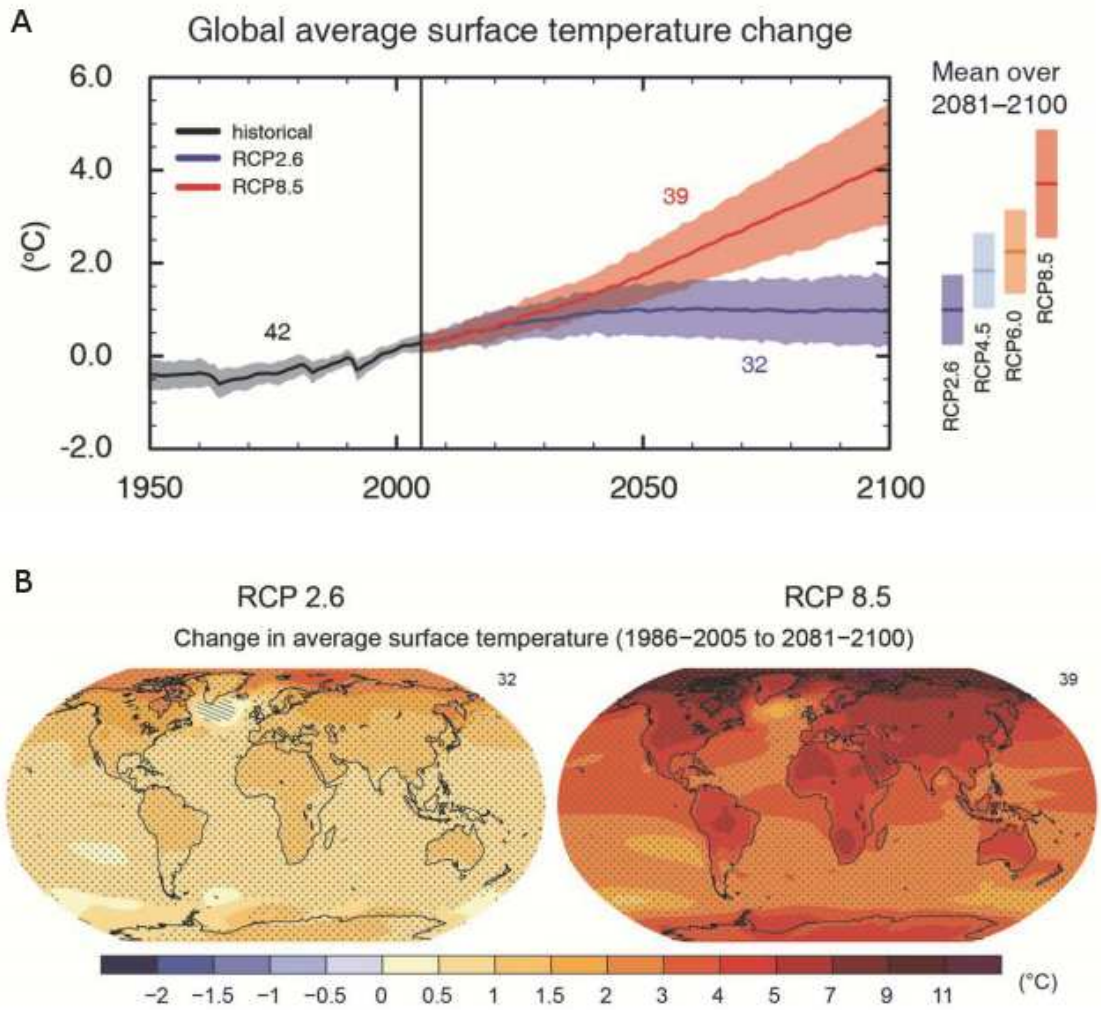 A
Global average surface temperature change
Mean over
2081–2100
6.0
4.0
2.0
0.0
-2.0
(°C)
historical
RCP2.6
RCP8.5
39
42
32
1950
2000
2050
2100
RCP2.6
RCP4.5
RCP6.0
RCP8.5
B
RCP 2.6
RCP 8.5
Change in average surface temperature (1986–2005 to 2081–2100)
32
39
−2 −1.5 −1 −0.5 0 0.5 1 1.5 2 3 4 5 7 9 11 (°C)